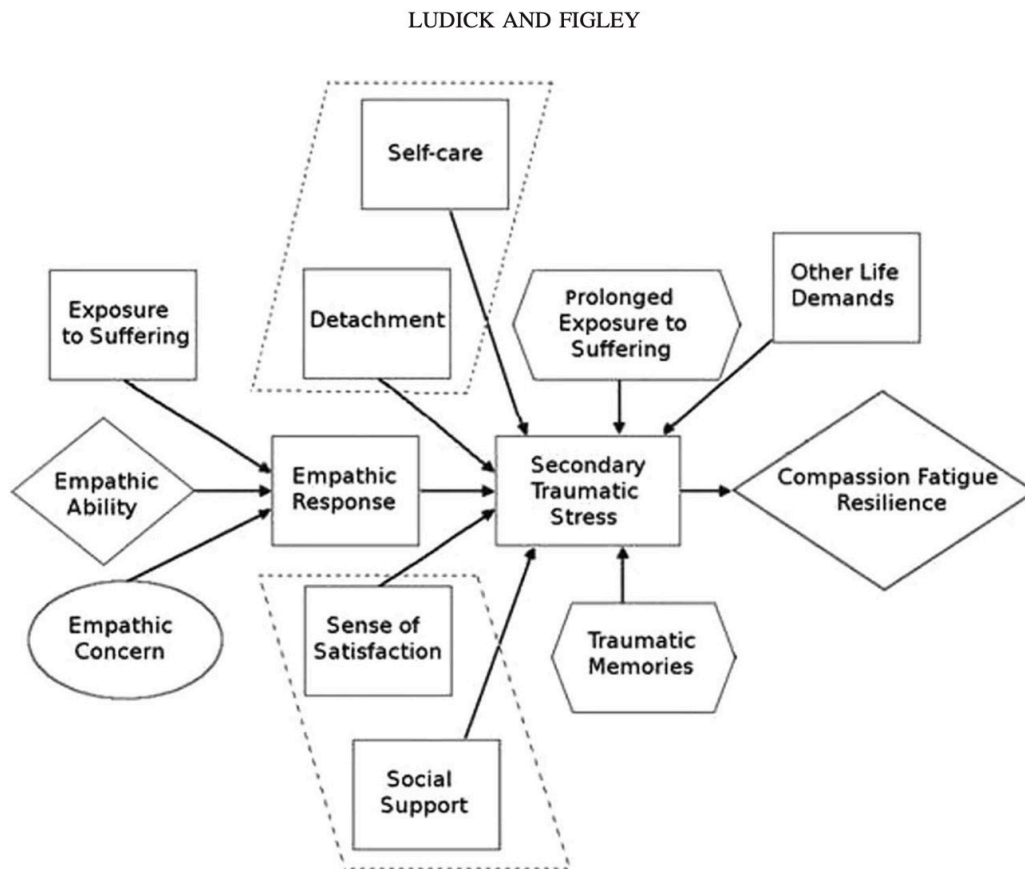 LUDICK AND FIGLEY
Self-care
Exposure
to Suffering
Detachment
Prolonged
Exposure to
Suffering
Other Life
Demands
Empathic
Ability
Empathic
Response
Secondary
Traumatic
Stress
Compassion Fatigue
Resilience
Empathic
Concern
Sense of
Satisfaction
Traumatic
Memories
Social
Support